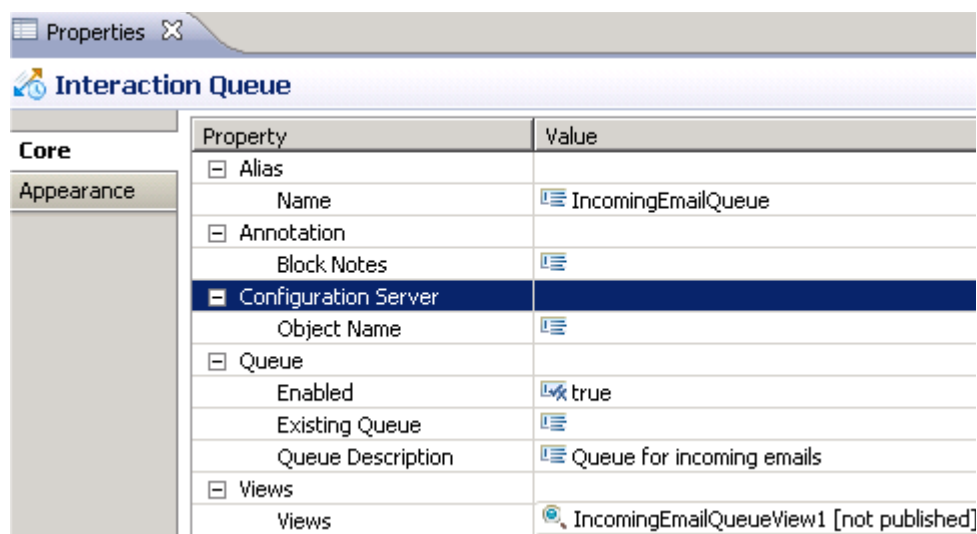 Properties
Interaction Queue
Core
Appearance
Property Value
Alias
Name IncomingEmailQueue
Annotation
Block Notes
Configuration Server
Object Name
Queue
Enabled true
Existing Queue
Queue Description Queue for incoming emails
Views
Views IncomingEmailQueueView1 [not published]